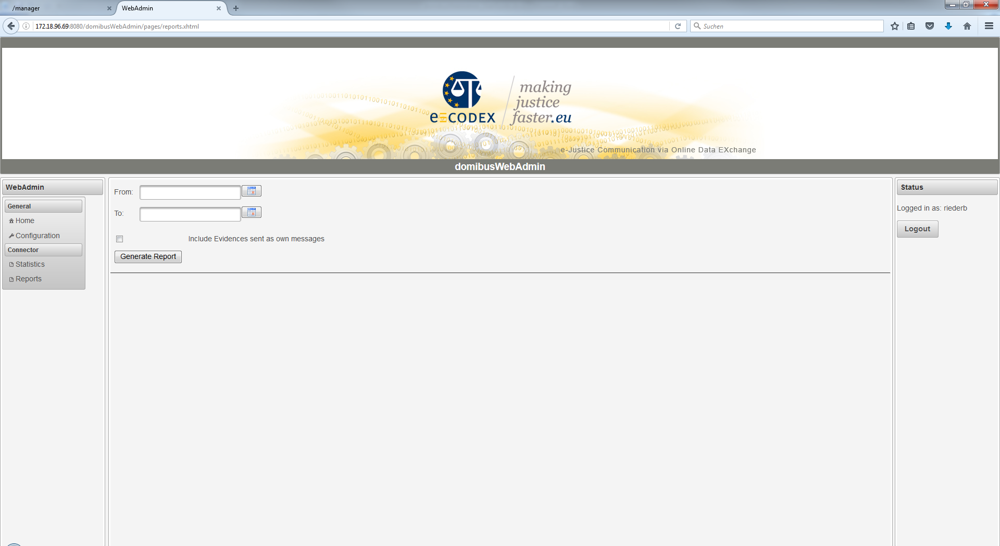 /manager
WebAdmin
172.18.96.69:8080/domibusWebAdmin/pages/reports.xhtml
Suchen
e-CODEX
making
justice
faster.eu
e-Justice Communication via Online Data EXchange
domibusWebAdmin
WebAdmin
General
Home
Configuration
Connector
Statistics
Reports
From:
To:
Include Evidences sent as own messages
Generate Report
Status
Logged in as: riederb
Logout